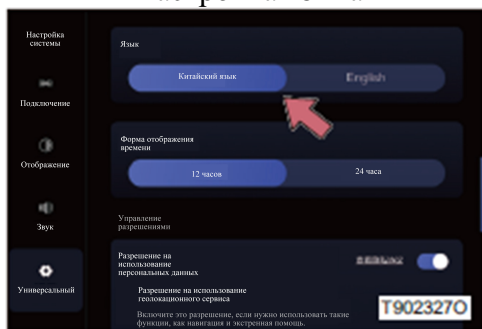 Настройка
системы
Язык
Китайский язык
English
Подключение
Форма отображения
времени
Отображение
12 часов
24 часа
Управление
разрешениями
Звук
Разрешение на
использование
персональных данных
Универсальный
Разрешение на использование
геолокационного сервиса
Включите это разрешение, если нужно использовать такие
функции, как навигация и экстренная помощь.
T902327O